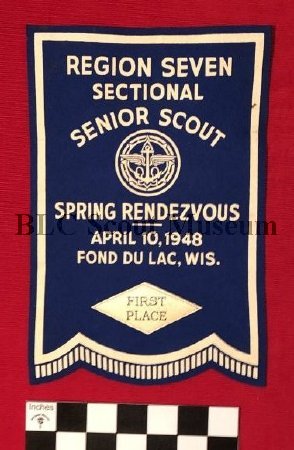 REGION SEVEN
SECTIONAL
SENIOR SCOUT
SPRING RENDEZVOUS
BLC Scout Museum
APRIL 10, 1948
FOND DU LAC, WIS.
FIRST
PLACE
Inches